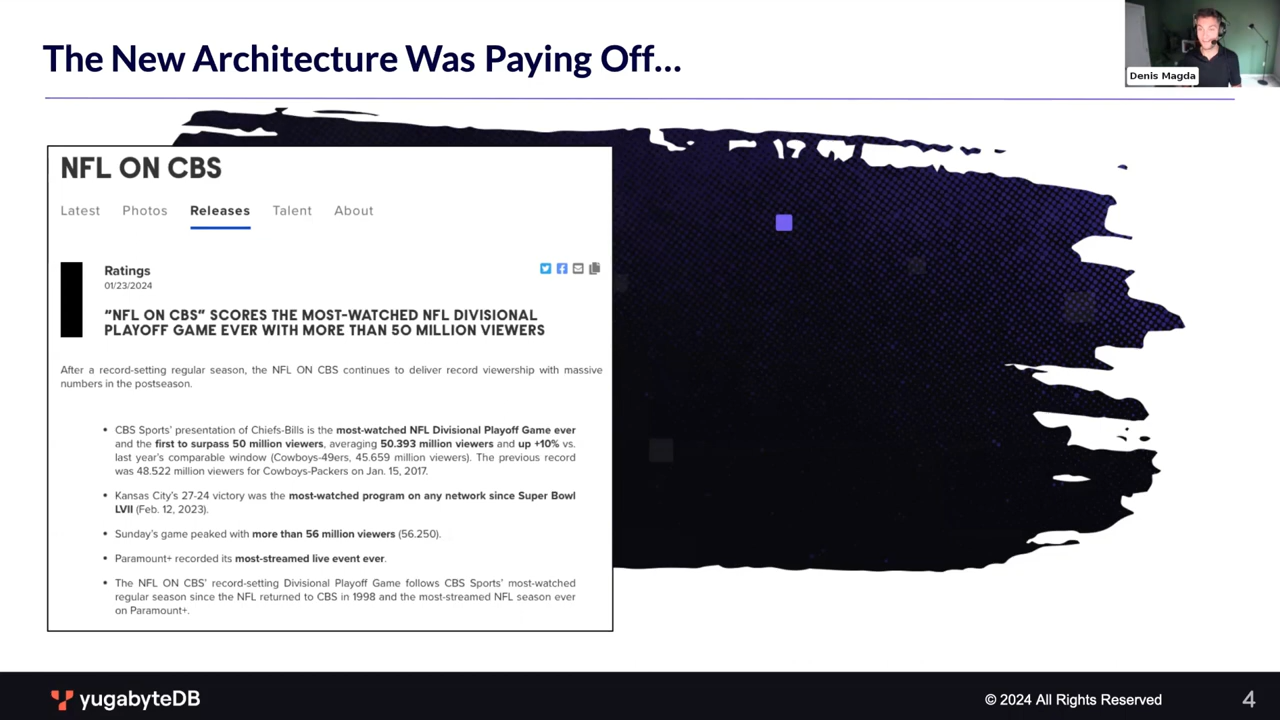 The New Architecture Was Paying Off...
Denis Magda
NFL ON CBS
Latest Photos Releases Talent About
Ratings
01/23/2024
“NFL ON CBS” SCORES THE MOST-WATCHED NFL DIVISIONAL
PLAYOFF GAME EVER WITH MORE THAN 50 MILLION VIEWERS
After a record-setting regular season, the NFL ON CBS continues to deliver record viewership with massive
numbers in the postseason.
• CBS Sports’ presentation of Chiefs-Bills is the most-watched NFL Divisional Playoff Game ever
and the first to surpass 50 million viewers, averaging 50.393 million viewers and up +10% vs.
last year’s comparable window (Cowboys-49ers, 45.659 million viewers). The previous record
was 48.522 million viewers for Cowboys-Packers on Jan. 15, 2017.
• Kansas City’s 27-24 victory was the most-watched program on any network since Super Bowl
LVII (Feb. 12, 2023).
• Sunday’s game peaked with more than 56 million viewers (56.250).
• Paramount+ recorded its most-streamed live event ever.
• The NFL ON CBS’ record-setting Divisional Playoff Game follows CBS Sports’ most-watched
regular season since the NFL returned to CBS in 1998 and the most-streamed NFL season ever
on Paramount+.
yugabyteDB
© 2024 All Rights Reserved
4